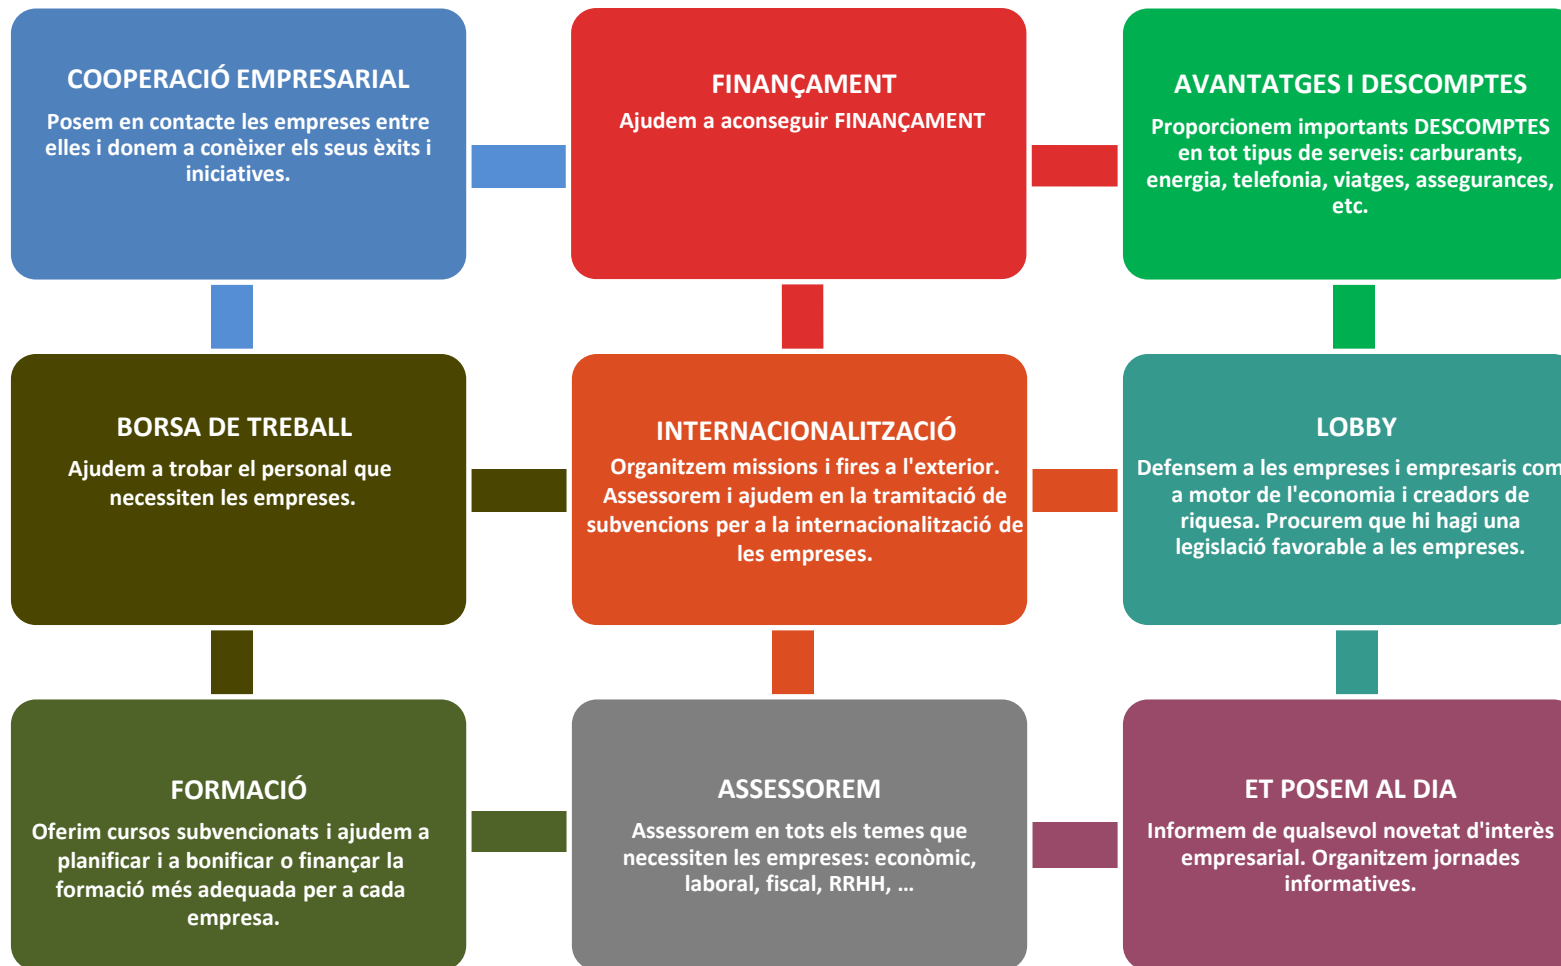 COOPERACIÓ EMPRESARIAL
Posem en contacte les empreses entre
elles i donem a conèixer els seus èxits i
iniciatives.
FINANÇAMENT
Ajudem a aconseguir FINANÇAMENT
AVANTATGES I DESCOMPTES
Proporcionem importants DESCOMPTES
en tot tipus de serveis: carburants,
energia, telefonia, viatges, assegurances,
etc.
BORSA DE TREBALL
Ajudem a trobar el personal que
necessiten les empreses.
INTERNACIONALITZACIÓ
Organitzem missions i fires a l'exterior.
Assessorem i ajudem en la tramitació de
subvencions per a la internacionalització de
les empreses.
LOBBY
Defensem a les empreses i empresaris com
a motor de l'economia i creadors de
riquesa. Procurem que hi hagi una
legislació favorable a les empreses.
FORMACIÓ
Oferim cursos subvencionats i ajudem a
planificar i a bonificar o finançar la
formació més adequada per a cada
empresa.
ASSESSOREM
Assessorem en tots els temes que
necessiten les empreses: econòmic,
laboral, fiscal, RRHH, ...
ET POSEM AL DIA
Informem de qualsevol novetat d'interès
empresarial. Organitzem jornades
informatives.